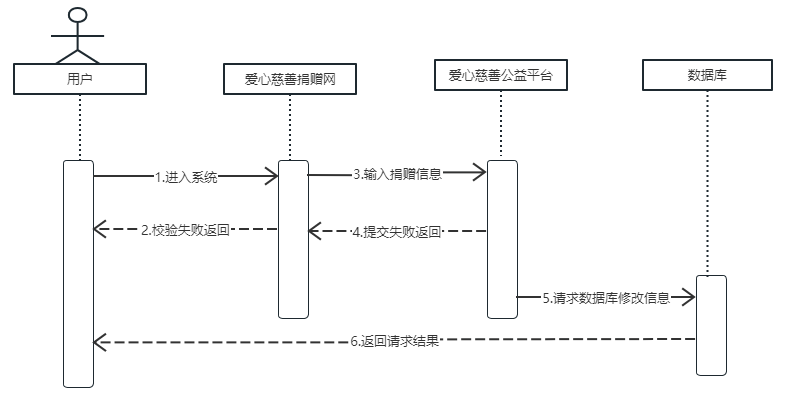 用户
爱心慈善捐赠网
爱心慈善公益平台
数据库
1.进入系统
3.输入捐赠信息
2.校验失败返回
4.提交失败返回
5.请求数据库修改信息
6.返回请求结果